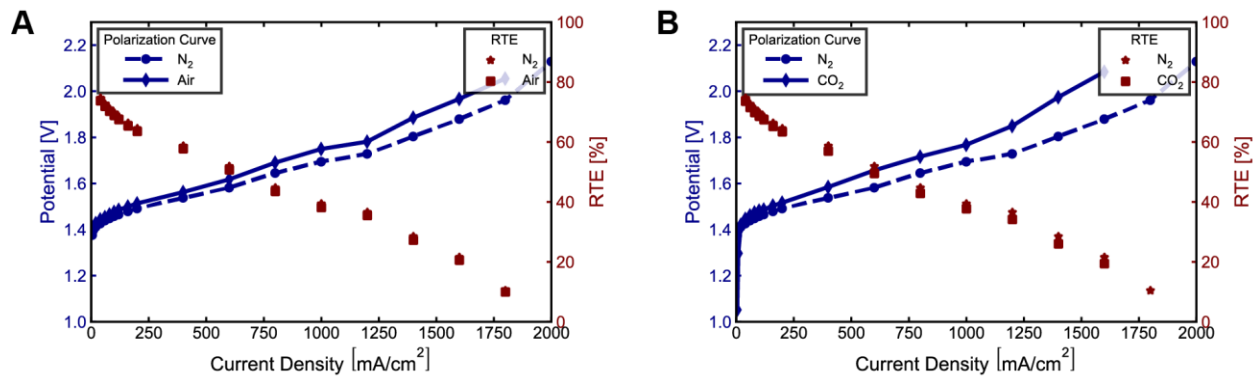 A
Potential [V]
2.2
2.0
1.8
1.6
1.4
1.2
1.0
Polarization Curve
N₂
Air
RTE
N₂
Air
100
80
60
40
20
0
RTE [%]
0 250 500 750 1000 1250 1500 1750 2000
Current Density [mA/cm²]
B
Potential [V]
2.2
2.0
1.8
1.6
1.4
1.2
1.0
Polarization Curve
N₂
CO₂
RTE
N₂
CO₂
100
80
60
40
20
0
RTE [%]
0 250 500 750 1000 1250 1500 1750 2000
Current Density [mA/cm²]